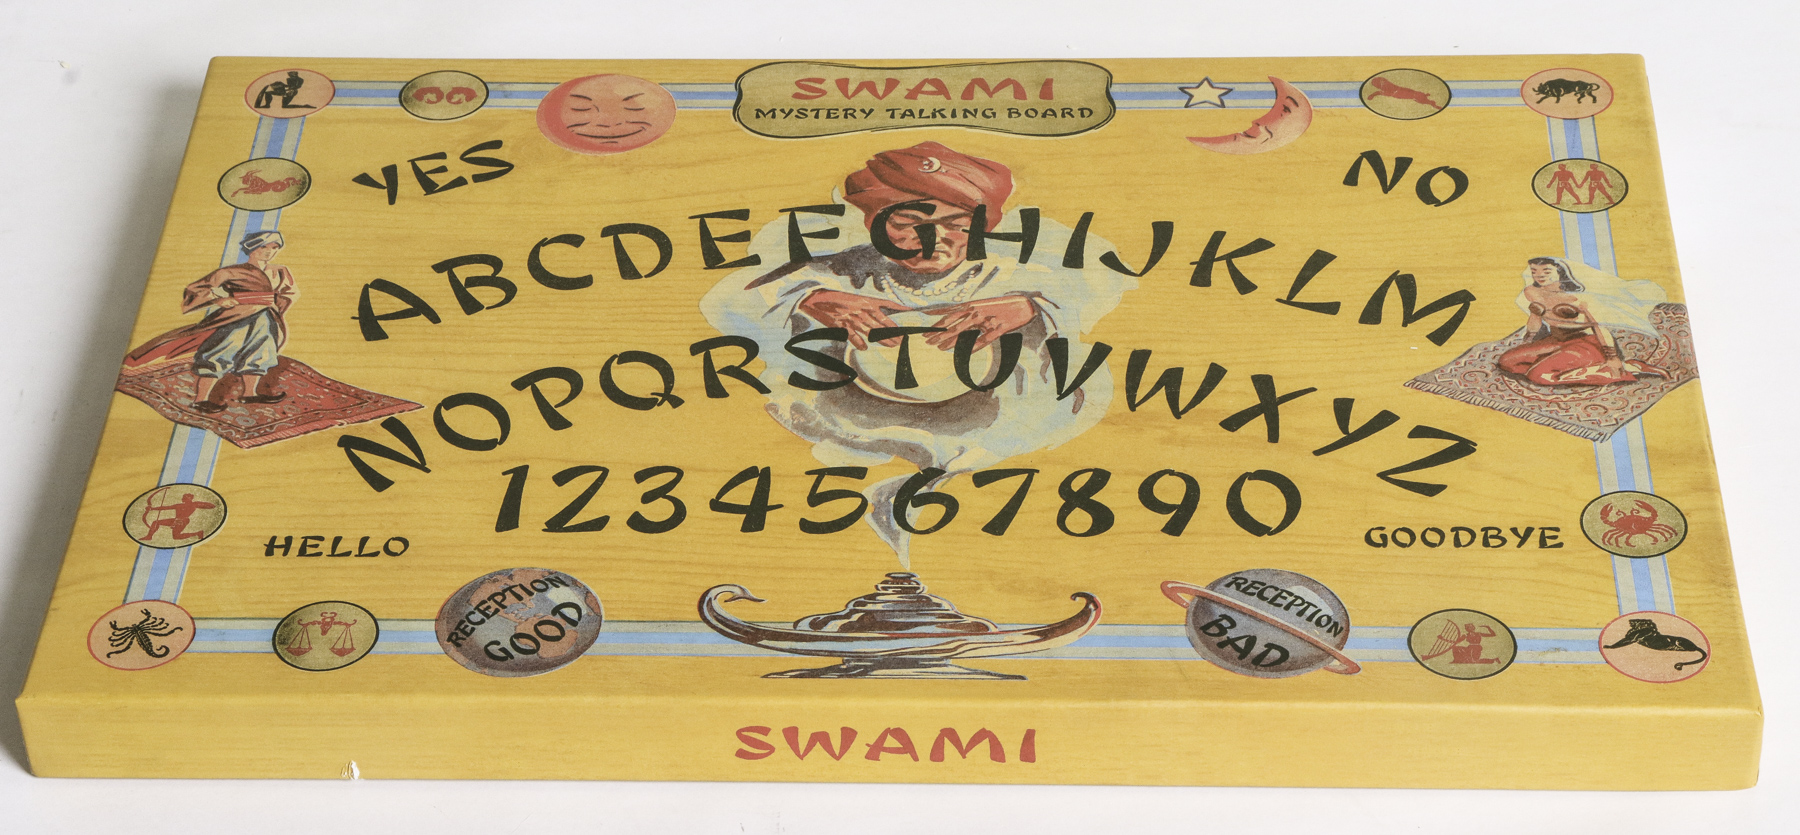 SWAMI
MYSTERY TALKING BOARD
YES
NO
ABCDEFGHIJKLM
NOPQRSTUVWXYZ
1234567890
HELLO
GOODBYE
RECEPTION
GOOD
RECEPTION
BAD
SWAMI